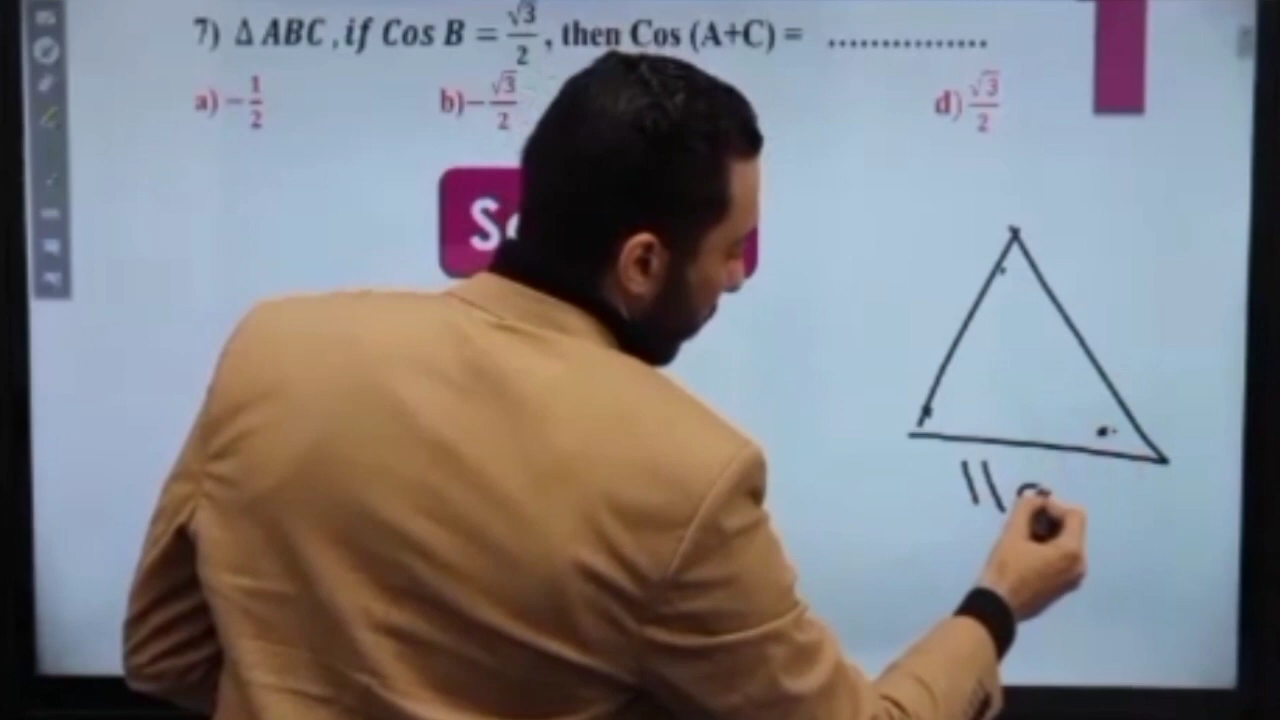 7) Δ ABC , if Cos B = √3/2 , then Cos (A+C) = ...............
a) -1/2 b) -√3/2 d) √3/2